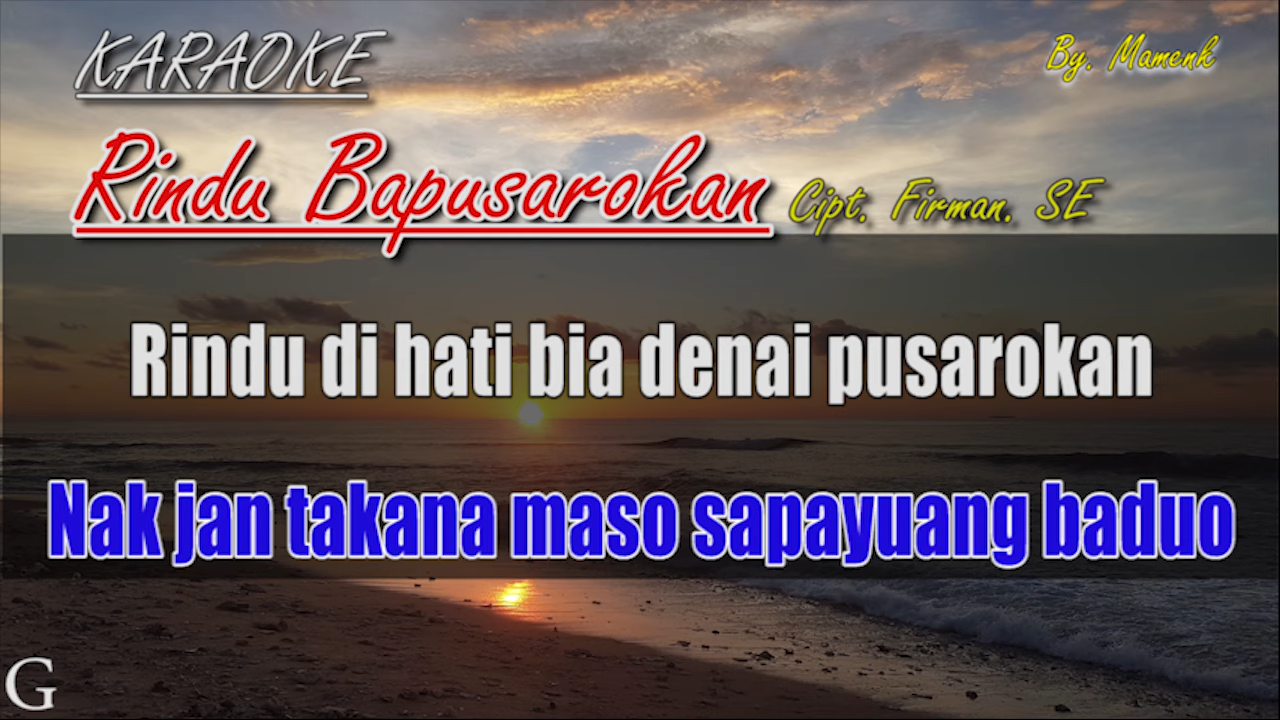 KARAOKE
By. Mamenk
Rindu Bapusarokan Cipt. Firman. SE
Rindu di hati bia denai pusarokan
Nak jan takana maso sapayuang baduo
G